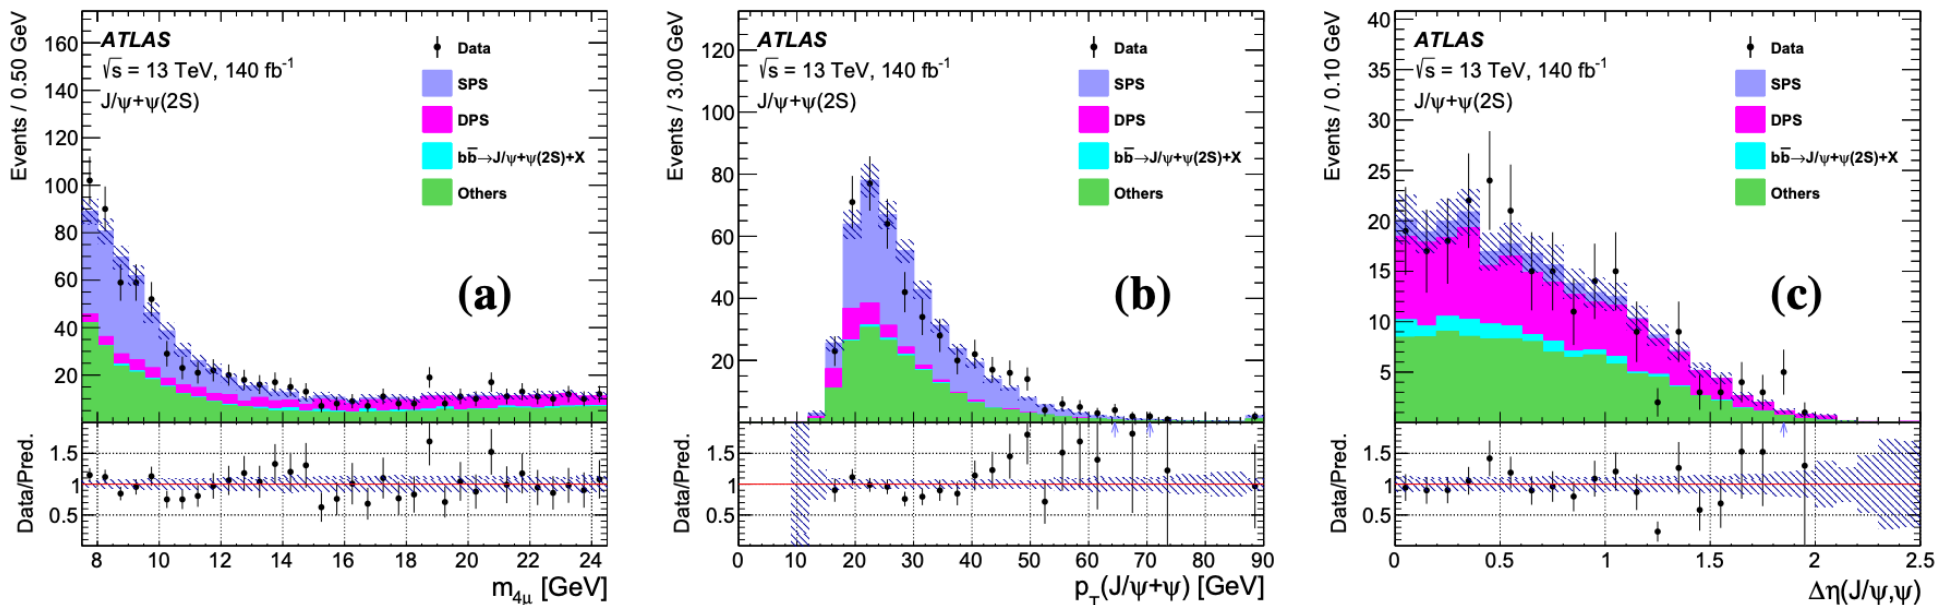 Events / 0.50 GeV
160
140
120
100
80
60
40
20
ATLAS
√s = 13 TeV, 140 fb⁻¹
J/ψ+ψ(2S)
Data
SPS
DPS
bb̄→J/ψ+ψ(2S)+X
Others
(a)
Data/Pred.
1.5
1
0.5
8 10 12 14 16 18 20 22 24
m4μ [GeV]
Events / 3.00 GeV
120
100
80
60
40
20
ATLAS
√s = 13 TeV, 140 fb⁻¹
J/ψ+ψ(2S)
Data
SPS
DPS
bb̄→J/ψ+ψ(2S)+X
Others
(b)
Data/Pred.
1.5
1
0.5
0 10 20 30 40 50 60 70 80 90
pT(J/ψ+ψ) [GeV]
Events / 0.10 GeV
40
35
30
25
20
15
10
5
ATLAS
√s = 13 TeV, 140 fb⁻¹
J/ψ+ψ(2S)
Data
SPS
DPS
bb̄→J/ψ+ψ(2S)+X
Others
(c)
Data/Pred.
1.5
1
0.5
0 0.5 1 1.5 2 2.5
Δη(J/ψ,ψ)